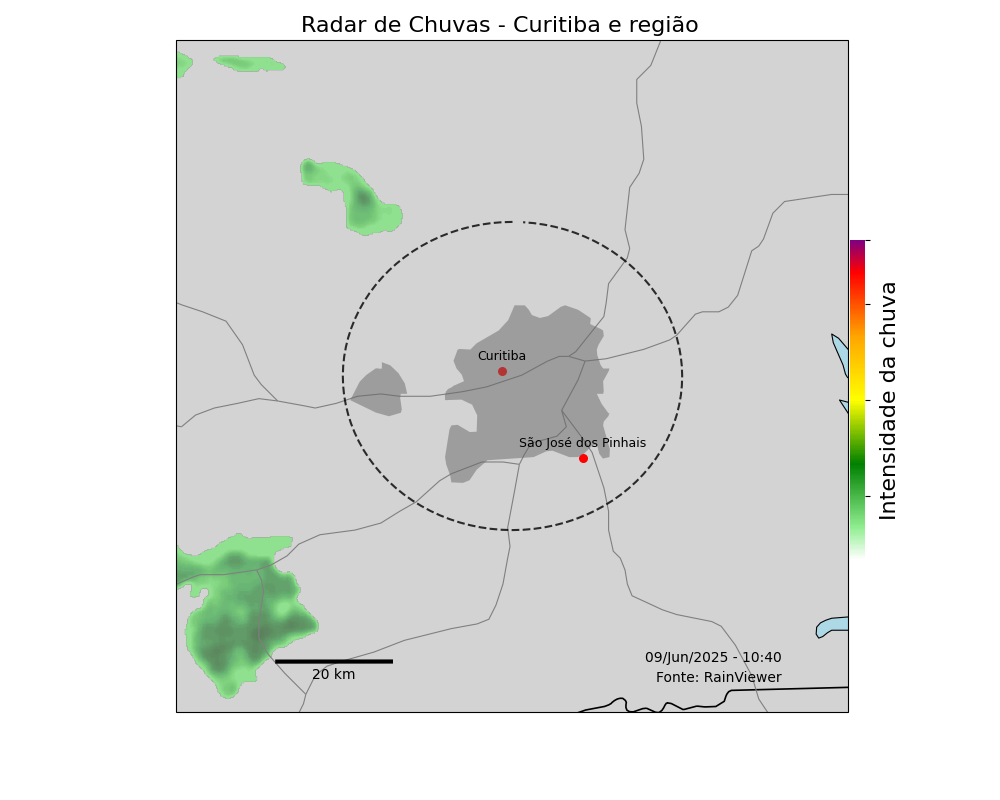 Radar de Chuvas - Curitiba e região
Curitiba
São José dos Pinhais
Intensidade da chuva
20 km
09/Jun/2025 - 10:40
Fonte: RainViewer